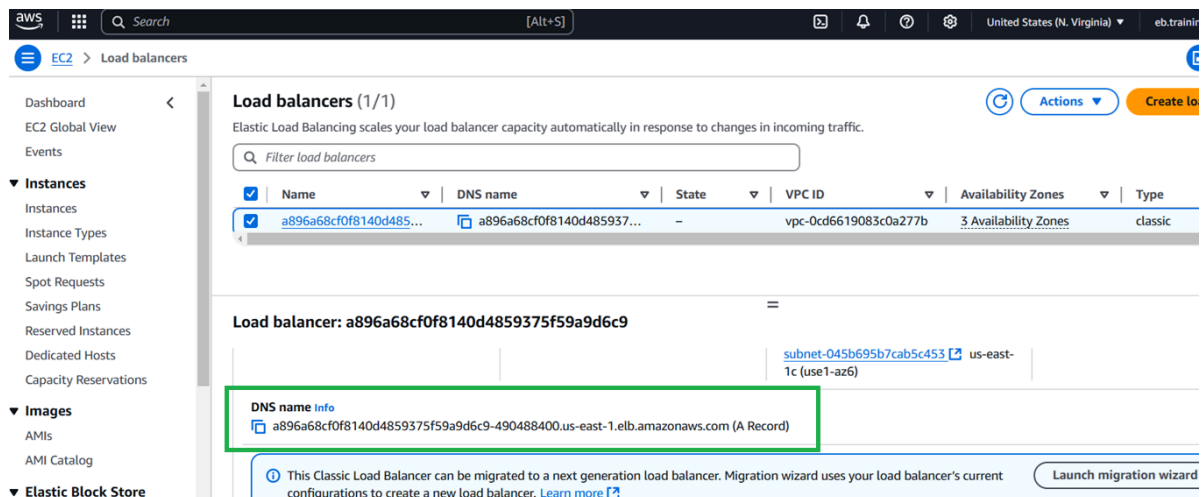 aws Search [Alt+S] United States (N. Virginia) eb.trainin
EC2 > Load balancers
Dashboard
EC2 Global View
Events
Instances
Instances
Instance Types
Launch Templates
Spot Requests
Savings Plans
Reserved Instances
Dedicated Hosts
Capacity Reservations
Images
AMIs
AMI Catalog
Elastic Block Store
Load balancers (1/1)
Actions
Create lo
Elastic Load Balancing scales your load balancer capacity automatically in response to changes in incoming traffic.
Filter load balancers
Name DNS name State VPC ID Availability Zones Type
a896a68cf0f8140d485... a896a68cf0f8140d485937... – vpc-0cd6619083c0a277b 3 Availability Zones classic
Load balancer: a896a68cf0f8140d4859375f59a9d6c9
subnet-045b695b7cab5c453 us-east-
1c (use1-az6)
DNS name Info
a896a68cf0f8140d4859375f59a9d6c9-490488400.us-east-1.elb.amazonaws.com (A Record)
This Classic Load Balancer can be migrated to a next generation load balancer. Migration wizard uses your load balancer's current
configurations to create a new load balancer. Learn more
Launch migration wizard